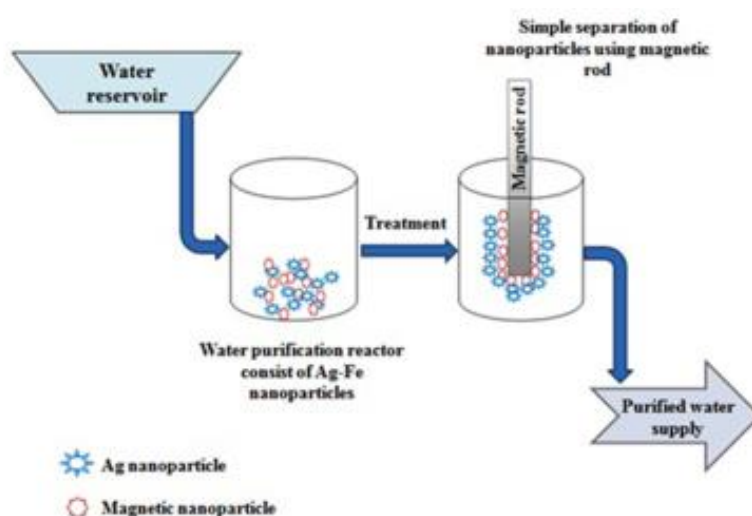 Simple separation of
nanoparticles using magnetic
rod
Water
reservoir
Magnetic rod
Treatment
Water purification reactor
consist of Ag-Fe
nanoparticles
Purified water
supply
Ag nanoparticle
Magnetic nanoparticle